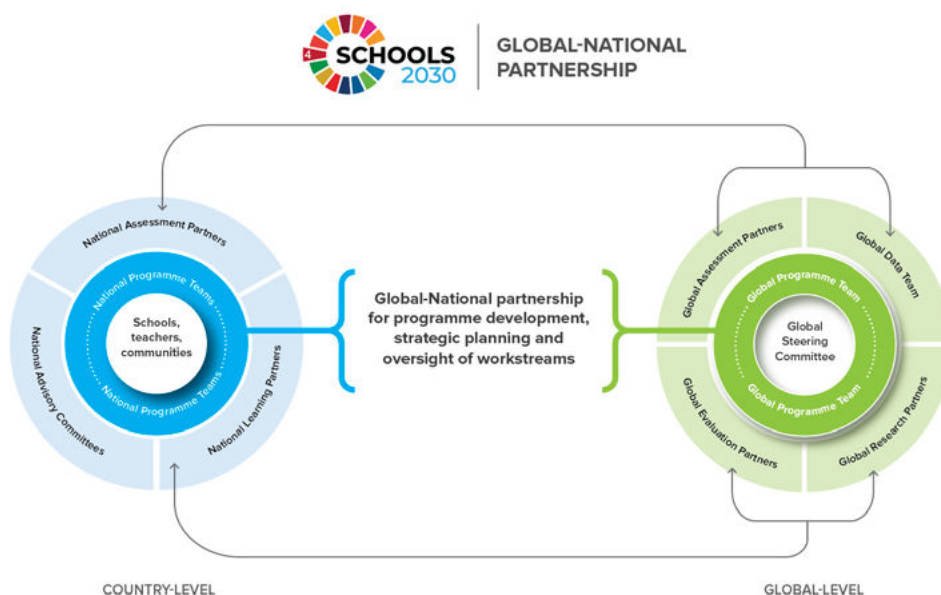 4
SCHOOLS
2030
GLOBAL-NATIONAL
PARTNERSHIP
National Assessment Partners
National Programme Teams
Schools,
teachers,
communities
National Programme Teams
National Advisory Committees
National Learning Partners
Global-National partnership
for programme development,
strategic planning and
oversight of workstreams
Global Assessment Partners
Global Data Team
Global Programme Team
Global
Steering
Committee
Global Programme Team
Global Evaluation Partners
Global Research Partners
COUNTRY-LEVEL
GLOBAL-LEVEL